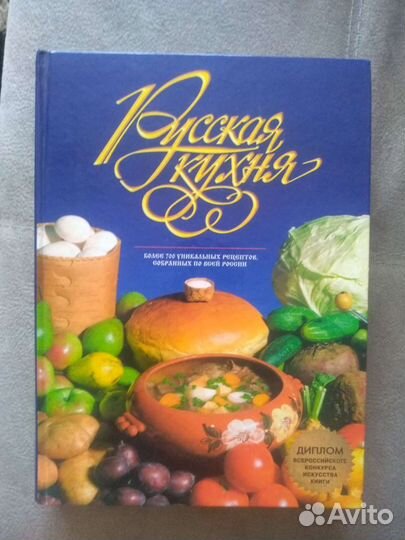 Русская
кухня
БОЛЕЕ 700 УНИКАЛЬНЫХ РЕЦЕПТОВ,
СОБРАННЫХ ПО ВСЕЙ РОССИИ
ДИПЛОМ
ВСЕРОССИЙСКОГО
КОНКУРСА
ИСКУССТВА
КНИГИ
Avito